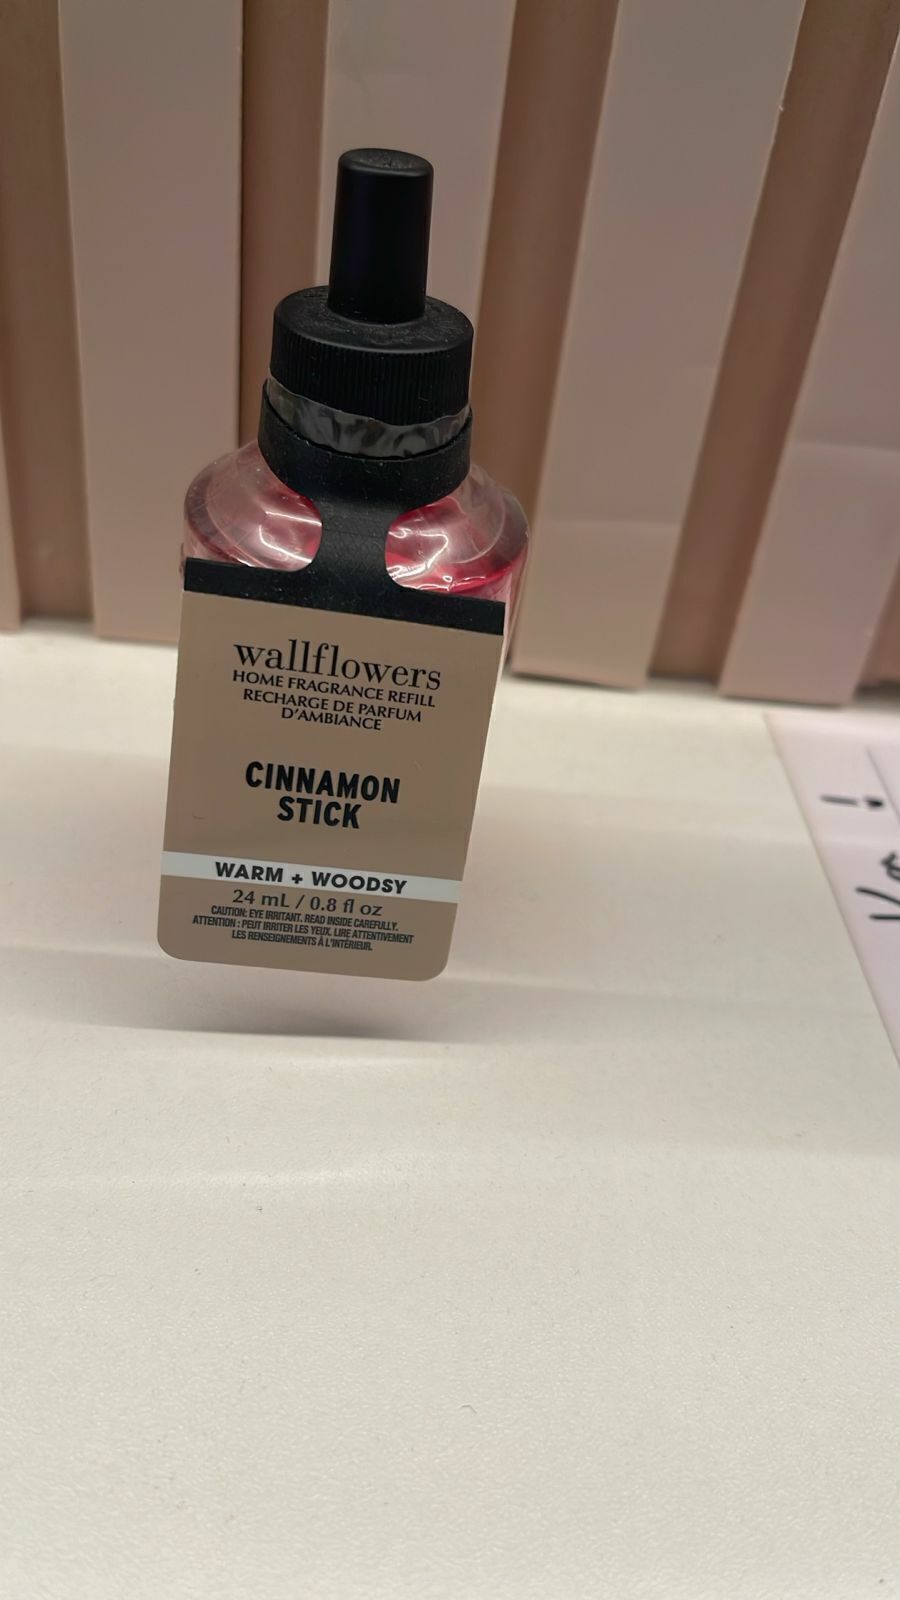 wallflowers
HOME FRAGRANCE REFILL
RECHARGE DE PARFUM
D'AMBIANCE
CINNAMON
STICK
WARM + WOODSY
24 mL / 0.8 fl oz
CAUTION: EYE IRRITANT. READ INSIDE CAREFULLY.
ATTENTION : PEUT IRRITER LES YEUX. LIRE ATTENTIVEMENT
LES RENSEIGNEMENTS À L'INTÉRIEUR.